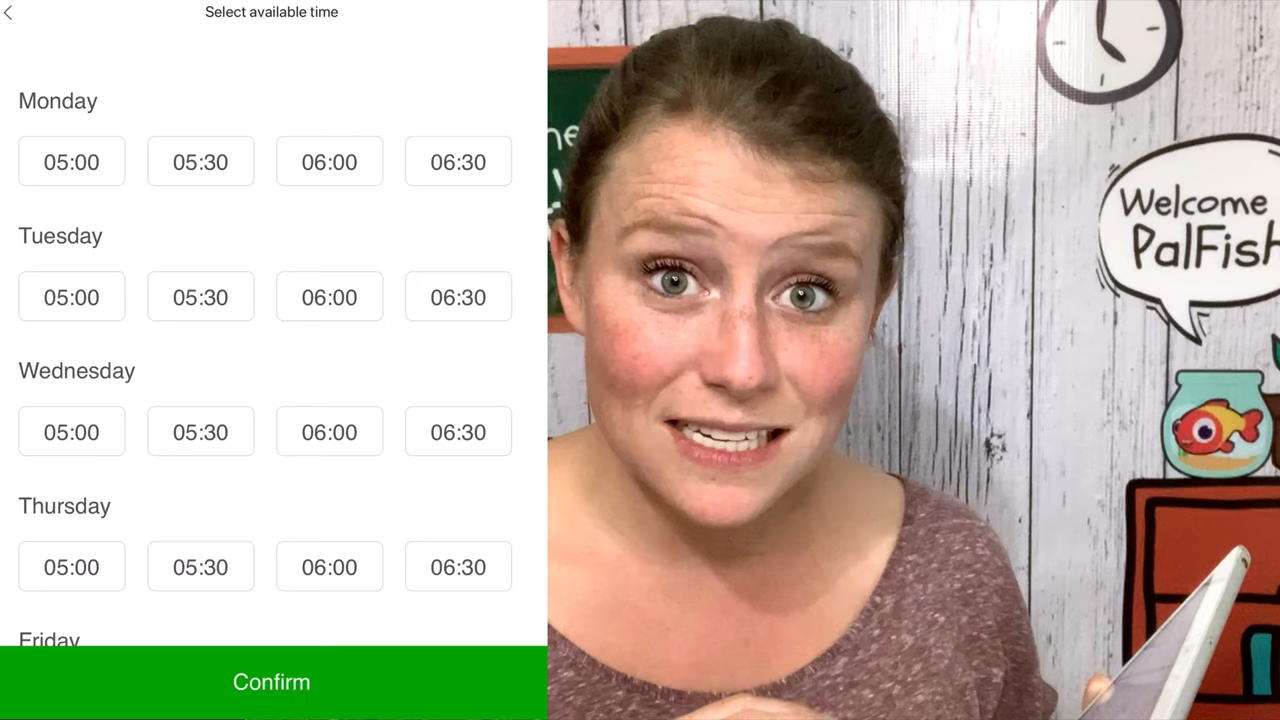 Select available time
Monday
05:00 05:30 06:00 06:30
Tuesday
05:00 05:30 06:00 06:30
Wednesday
05:00 05:30 06:00 06:30
Thursday
05:00 05:30 06:00 06:30
Friday
Confirm
Welcome
PalFish